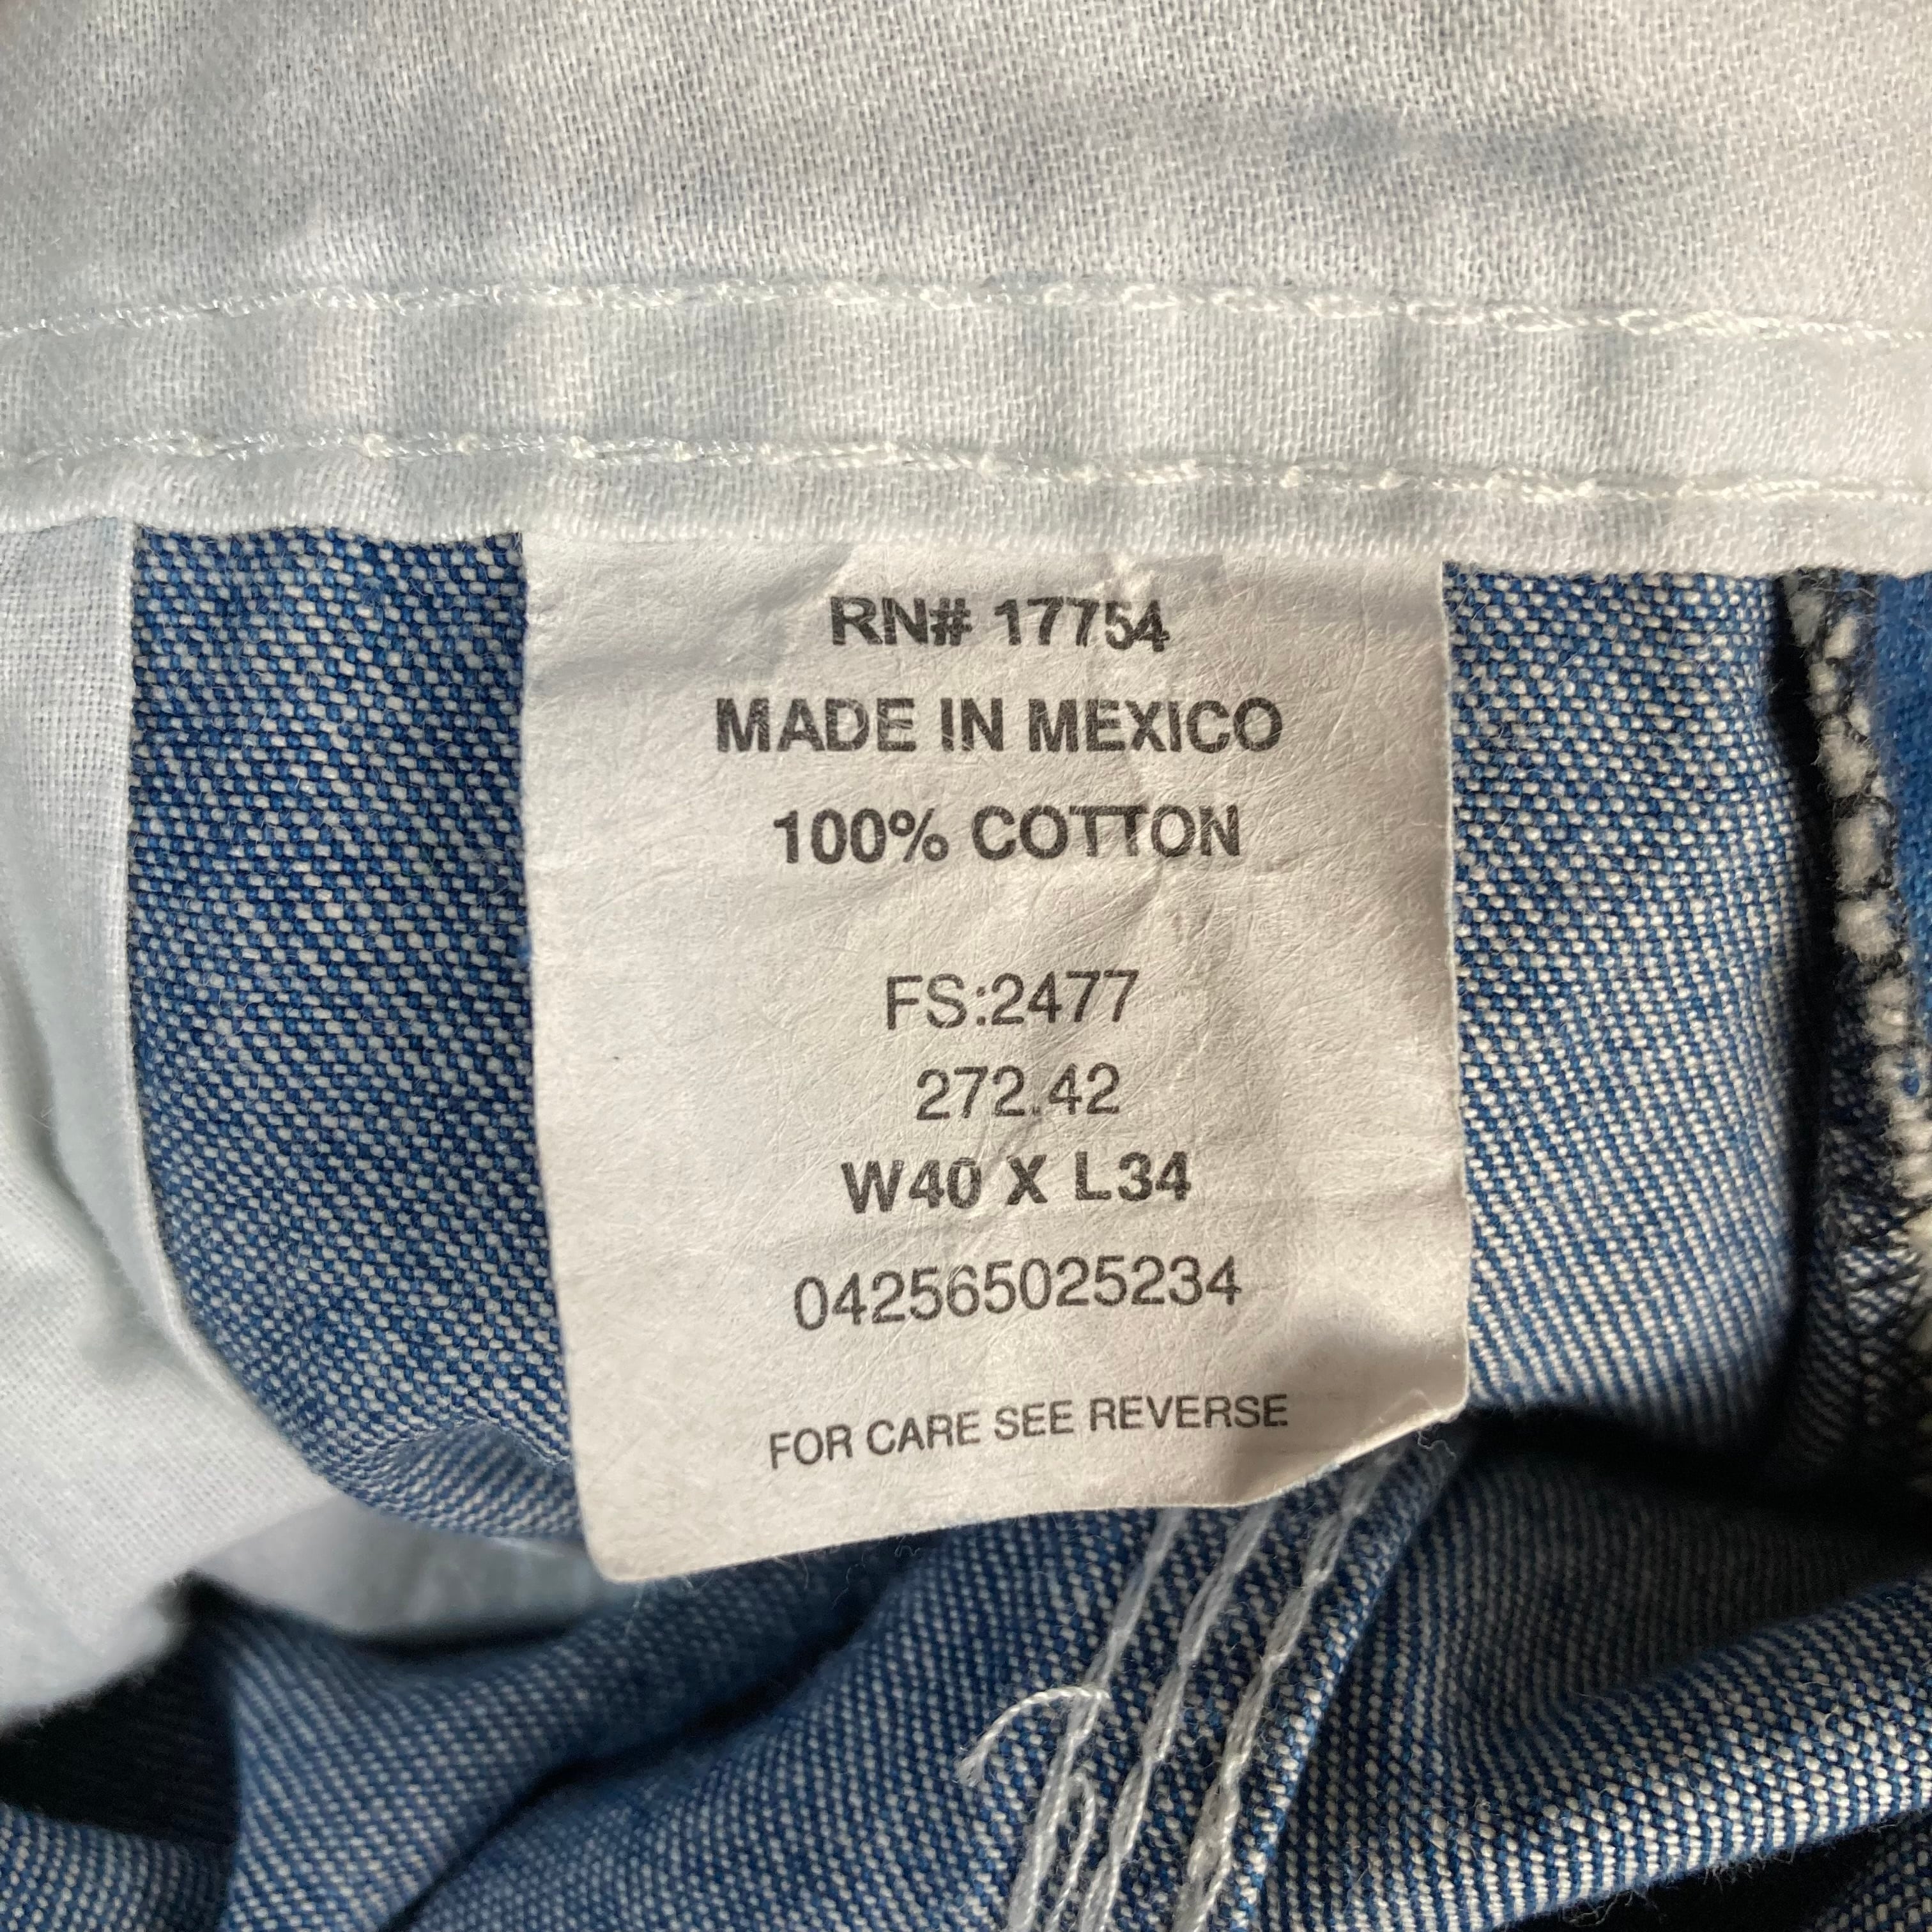 RN# 17754
MADE IN MEXICO
100% COTTON
FS:2477
272.42
W40 X L34
042565025234
FOR CARE SEE REVERSE